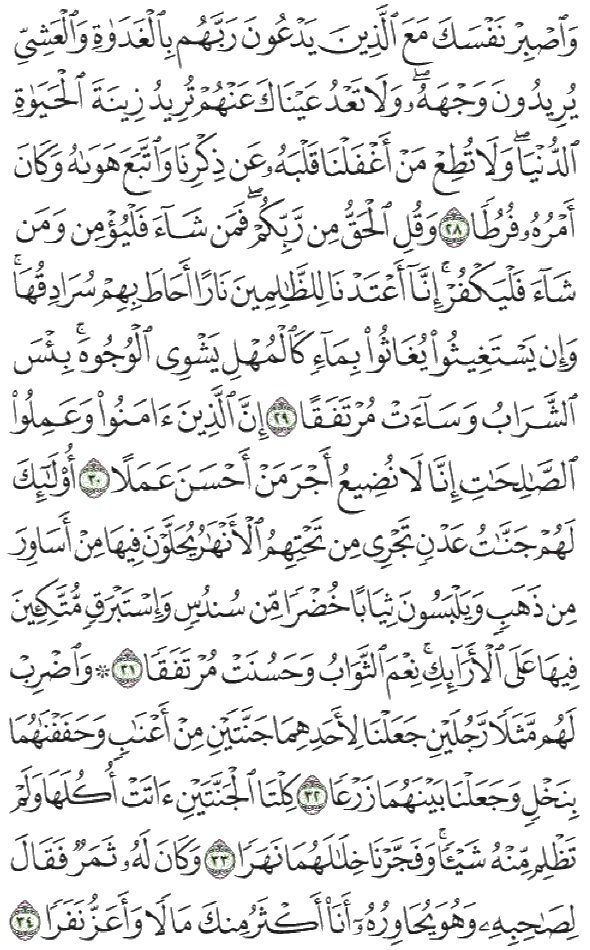 وَٱصۡبِرۡ نَفۡسَكَ مَعَ ٱلَّذِينَ يَدۡعُونَ رَبَّهُم بِٱلۡغَدَوٰةِ وَٱلۡعَشِيِّ
يُرِيدُونَ وَجۡهَهُۥۖ وَلَا تَعۡدُ عَيۡنَاكَ عَنۡهُمۡ تُرِيدُ زِينَةَ ٱلۡحَيَوٰةِ
ٱلدُّنۡيَاۖ وَلَا تُطِعۡ مَنۡ أَغۡفَلۡنَا قَلۡبَهُۥ عَن ذِكۡرِنَا وَٱتَّبَعَ هَوَىٰهُ وَكَانَ
أَمۡرُهُۥ فُرُطٗا ٢٨ وَقُلِ ٱلۡحَقُّ مِن رَّبِّكُمۡۖ فَمَن شَآءَ فَلۡيُؤۡمِن وَمَن
شَآءَ فَلۡيَكۡفُرۡۚ إِنَّآ أَعۡتَدۡنَا لِلظَّٰلِمِينَ نَارًا أَحَاطَ بِهِمۡ سُرَادِقُهَاۚ
وَإِن يَسۡتَغِيثُواْ يُغَاثُواْ بِمَآءٖ كَٱلۡمُهۡلِ يَشۡوِي ٱلۡوُجُوهَۚ بِئۡسَ
ٱلشَّرَابُ وَسَآءَتۡ مُرۡتَفَقًا ٢٩ إِنَّ ٱلَّذِينَ ءَامَنُواْ وَعَمِلُواْ
ٱلصَّٰلِحَٰتِ إِنَّا لَا نُضِيعُ أَجۡرَ مَنۡ أَحۡسَنَ عَمَلًا ٣٠ أُوْلَٰٓئِكَ
لَهُمۡ جَنَّٰتُ عَدۡنٖ تَجۡرِي مِن تَحۡتِهِمُ ٱلۡأَنۡهَٰرُ يُحَلَّوۡنَ فِيهَا مِنۡ أَسَاوِرَ
مِن ذَهَبٖ وَيَلۡبَسُونَ ثِيَابًا خُضۡرٗا مِّن سُندُسٖ وَإِسۡتَبۡرَقٖ مُّتَّكِـِٔينَ
فِيهَا عَلَى ٱلۡأَرَآئِكِۚ نِعۡمَ ٱلثَّوَابُ وَحَسُنَتۡ مُرۡتَفَقٗا ٣١ ۞ وَٱضۡرِبۡ
لَهُم مَّثَلٗا رَّجُلَيۡنِ جَعَلۡنَا لِأَحَدِهِمَا جَنَّتَيۡنِ مِنۡ أَعۡنَٰبٖ وَحَفَفۡنَٰهُمَا
بِنَخۡلٖ وَجَعَلۡنَا بَيۡنَهُمَا زَرۡعٗا ٣٢ كِلۡتَا ٱلۡجَنَّتَيۡنِ ءَاتَتۡ أُكُلَهَا وَلَمۡ
تَظۡلِم مِّنۡهُ شَيۡـٔٗاۚ وَفَجَّرۡنَا خِلَٰلَهُمَا نَهَرٗا ٣٣ وَكَانَ لَهُۥ ثَمَرٞ فَقَالَ
لِصَٰحِبِهِۦ وَهُوَ يُحَاوِرُهُۥٓ أَنَا۠ أَكۡثَرُ مِنكَ مَالٗا وَأَعَزُّ نَفَرٗا ٣٤